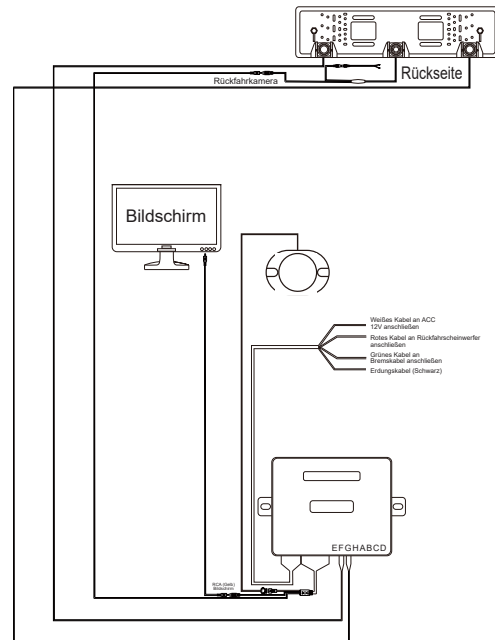 Rückseite
Rückfahrkamera
Bildschirm
Weißes Kabel an ACC
12V anschließen
Rotes Kabel an Rückfahrscheinwerfer
anschließen
Grünes Kabel an
Bremskabel anschließen
Erdungskabel (Schwarz)
EFGHABCD
RCA (Gelb)
Bildschirm